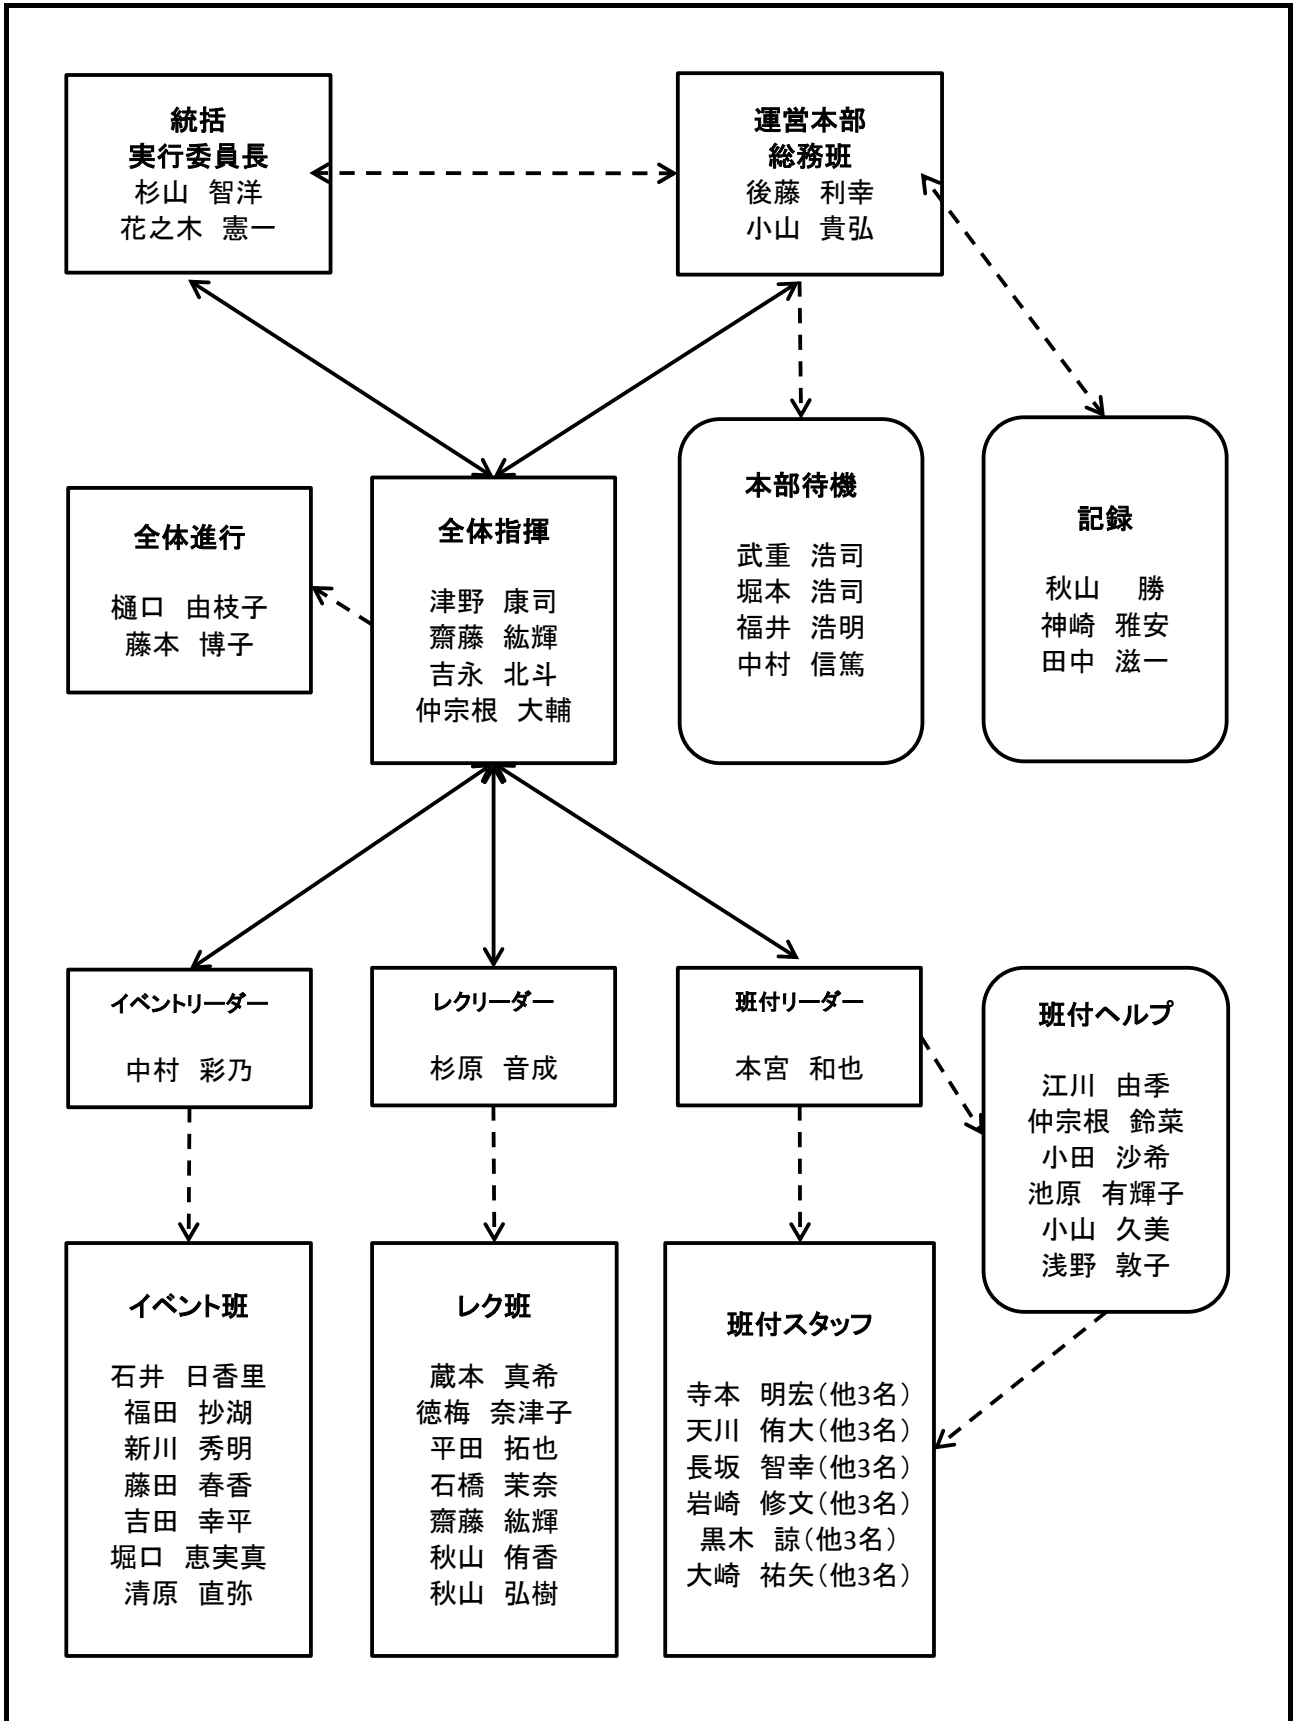 統括
実行委員長
杉山 智洋
花之木 憲一
運営本部
総務班
後藤 利幸
小山 貴弘
全体進行
樋口 由枝子
藤本 博子
全体指揮
津野 康司
齋藤 紘輝
吉永 北斗
仲宗根 大輔
本部待機
武重 浩司
堀本 浩司
福井 浩明
中村 信篤
記録
秋山 勝
神崎 雅安
田中 滋一
イベントリーダー
中村 彩乃
レクリーダー
杉原 音成
班付リーダー
本宮 和也
班付ヘルプ
江川 由季
仲宗根 鈴菜
小田 沙希
池原 有輝子
小山 久美
浅野 敦子
イベント班
石井 日香里
福田 抄湖
新川 秀明
藤田 春香
吉田 幸平
堀口 恵実真
清原 直弥
レク班
蔵本 真希
徳梅 奈津子
平田 拓也
石橋 茉奈
齋藤 紘輝
秋山 侑香
秋山 弘樹
班付スタッフ
寺本 明宏（他3名）
天川 侑大（他3名）
長坂 智幸（他3名）
岩崎 修文（他3名）
黒木 諒（他3名）
大崎 祐矢（他3名）